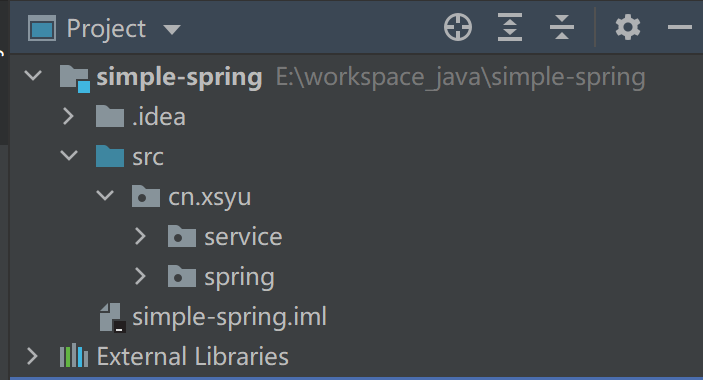 Project
simple-spring E:\workspace_java\simple-spring
.idea
src
cn.xsyu
service
spring
simple-spring.iml
External Libraries